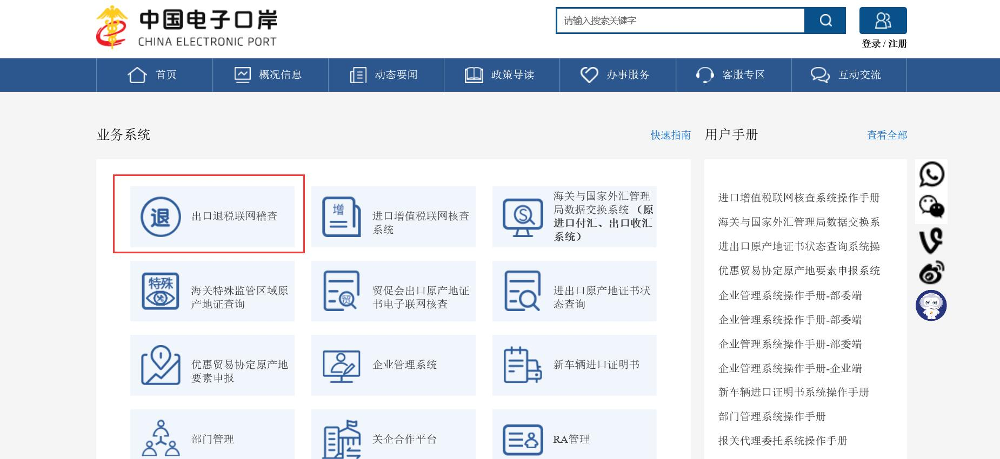 中国电子口岸
CHINA ELECTRONIC PORT
请输入搜索关键字
登录 / 注册
首页
概况信息
动态要闻
政策导读
办事服务
客服专区
互动交流
业务系统
快速指南
用户手册
查看全部
退
出口退税联网稽查
增
进口增值税联网核查
系统
海关与国家外汇管理
局数据交换系统 （原
进口付汇、出口收汇
系统）
特殊
海关特殊监管区域原
产地证查询
贸
贸促会出口原产地证
书电子联网核查
进出口原产地证书状
态查询
优惠贸易协定原产地
要素申报
企业管理系统
新车辆进口证明书
部门管理
关企合作平台
RA管理
进口增值税联网核查系统操作手册
海关与国家外汇管理局数据交换系
进出口原产地证书状态查询系统操
优惠贸易协定原产地要素申报系统
企业管理系统操作手册-部委端
企业管理系统操作手册-部委端
企业管理系统操作手册-部委端
企业管理系统操作手册-企业端
新车辆进口证明书系统操作手册
部门管理系统操作手册
报关代理委托系统操作手册